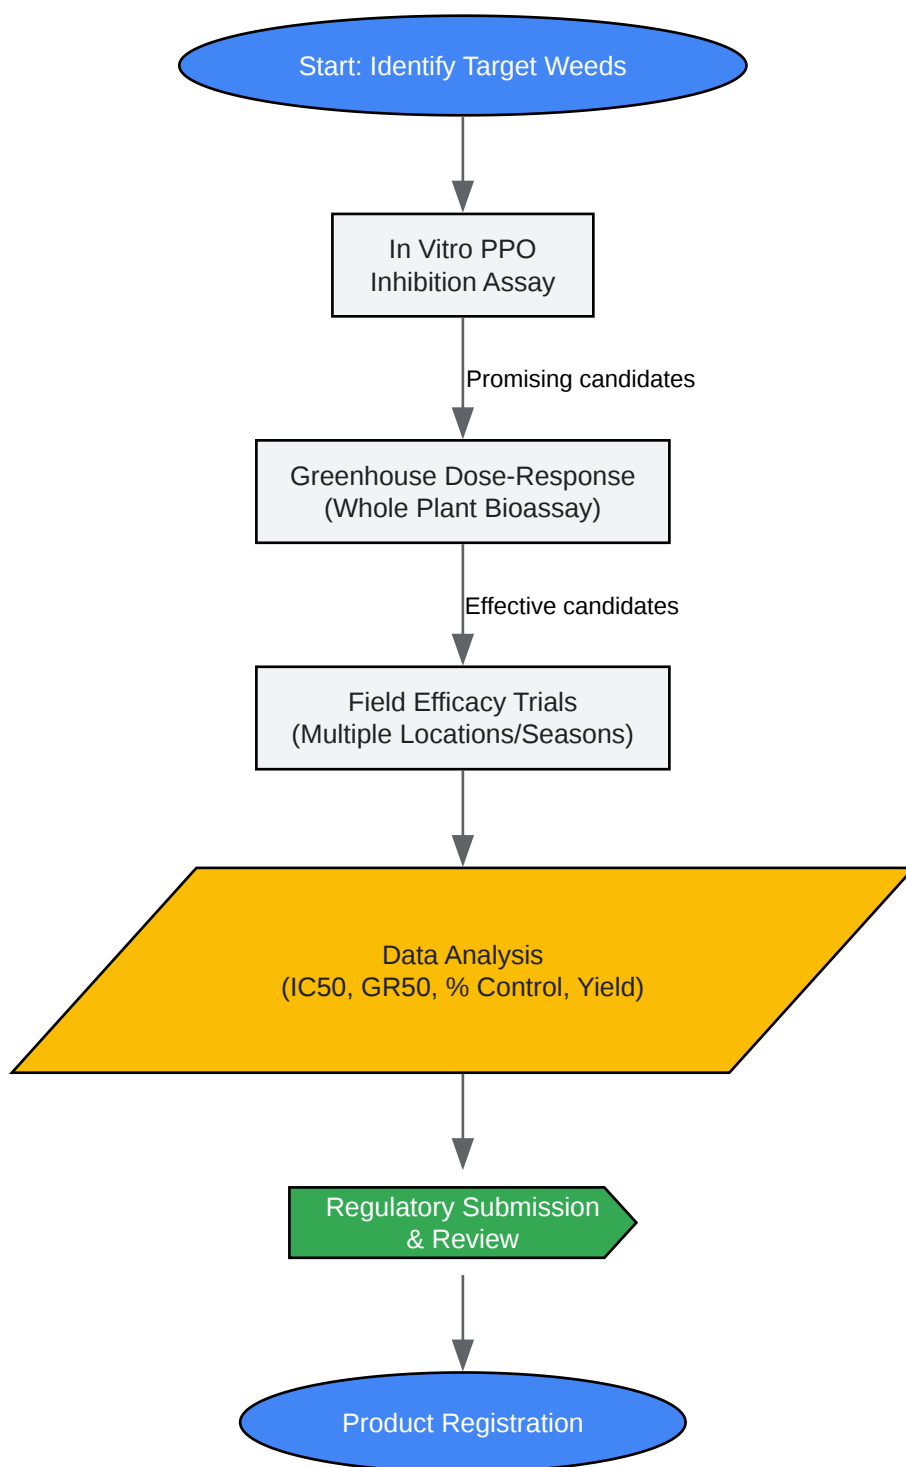 Start: Identify Target Weeds
In Vitro PPO
Inhibition Assay
Promising candidates
Greenhouse Dose-Response
(Whole Plant Bioassay)
Effective candidates
Field Efficacy Trials
(Multiple Locations/Seasons)
Data Analysis
(IC50, GR50, % Control, Yield)
Regulatory Submission
& Review
Product Registration